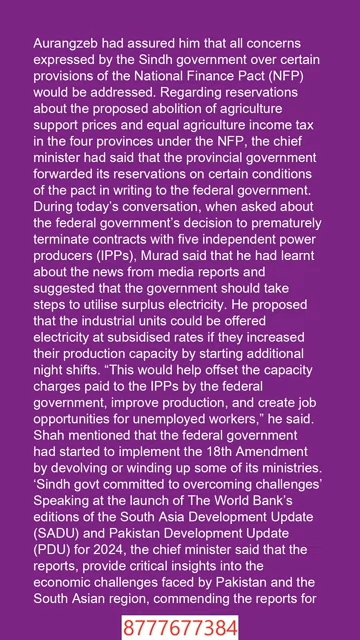 Aurangzeb had assured him that all concerns
expressed by the Sindh government over certain
provisions of the National Finance Pact (NFP)
would be addressed. Regarding reservations
about the proposed abolition of agriculture
support prices and equal agriculture income tax
in the four provinces under the NFP, the chief
minister had said that the provincial government
forwarded its reservations on certain conditions
of the pact in writing to the federal government.
During today’s conversation, when asked about
the federal government’s decision to prematurely
terminate contracts with five independent power
producers (IPPs), Murad said that he had learnt
about the news from media reports and
suggested that the government should take
steps to utilise surplus electricity. He proposed
that the industrial units could be offered
electricity at subsidised rates if they increased
their production capacity by starting additional
night shifts. “This would help offset the capacity
charges paid to the IPPs by the federal
government, improve production, and create job
opportunities for unemployed workers,” he said.
Shah mentioned that the federal government
had started to implement the 18th Amendment
by devolving or winding up some of its ministries.
‘Sindh govt committed to overcoming challenges’
Speaking at the launch of The World Bank’s
editions of the South Asia Development Update
(SADU) and Pakistan Development Update
(PDU) for 2024, the chief minister said that the
reports, provide critical insights into the
economic challenges faced by Pakistan and the
South Asian region, commending the reports for
8777677384